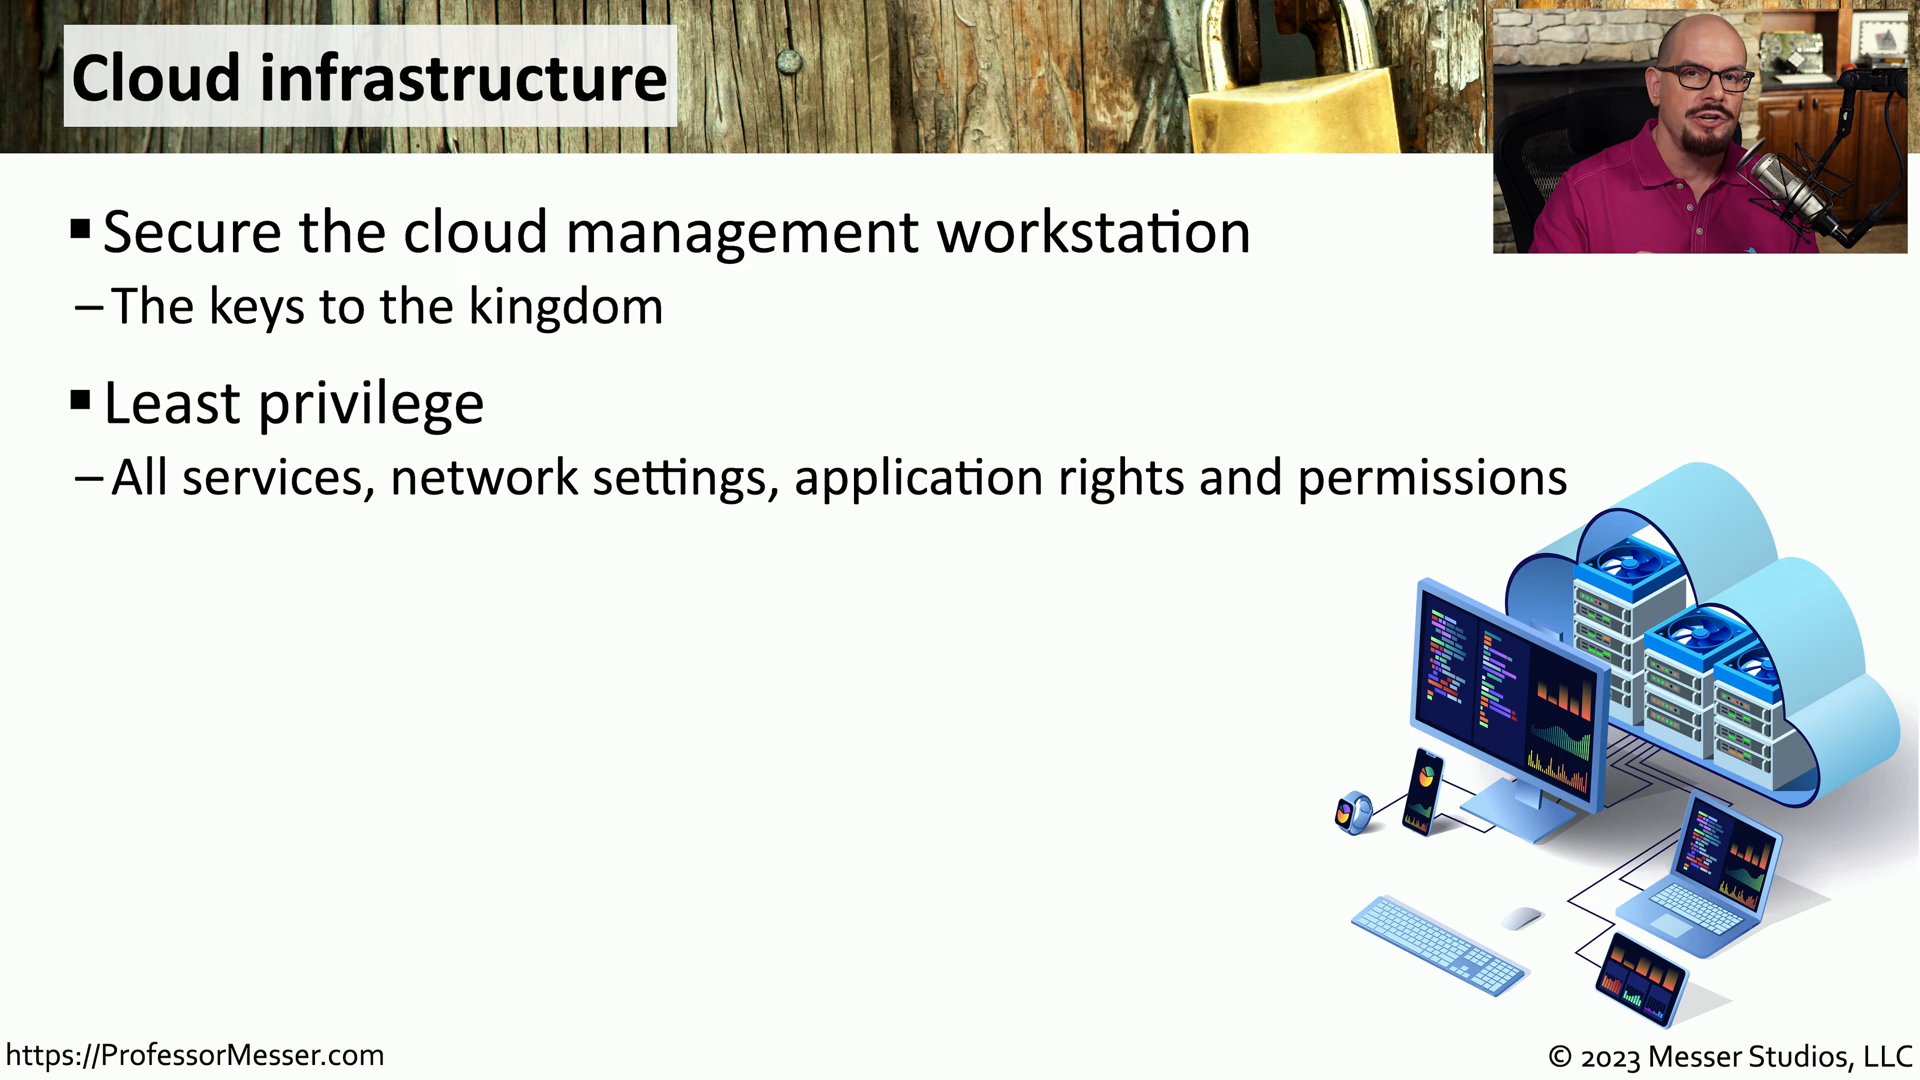 Cloud infrastructure
▪ Secure the cloud management workstation
– The keys to the kingdom
▪ Least privilege
– All services, network settings, application rights and permissions
https://ProfessorMesser.com
© 2023 Messer Studios, LLC